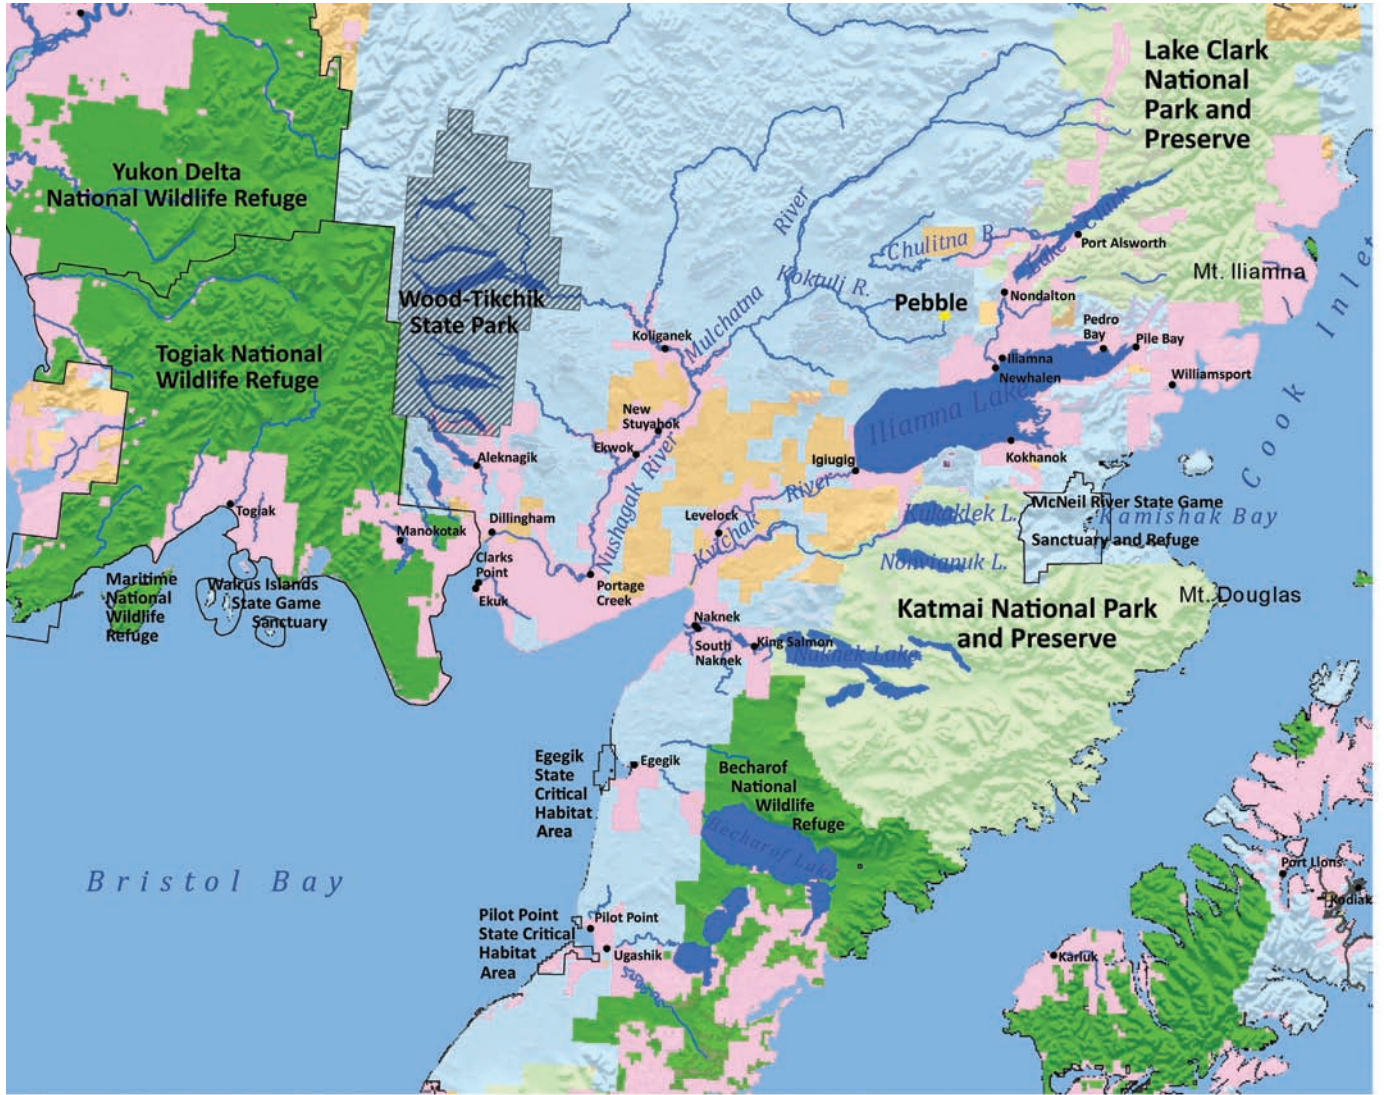 Lake Clark
National
Park and
Preserve
Yukon Delta
National Wildlife Refuge
River
Chulitna R.
Lake Clark
Port Alsworth
Mt. Iliamna
Cook Inlet
Koktuli R.
Mulchatna
Pebble
Nondalton
Wood-Tikchik
State Park
Koliganek
Pedro
Bay
Pile Bay
Togiak National
Wildlife Refuge
Iliamna
Newhalen
Williamsport
Iliamna Lake
New
Stuyahok
Ekwok
Nushagak River
Aleknagik
Igiugig
Kokhanok
Togiak
Manokotak
Dillingham
Levelock
Kvichak River
Kukaklek L.
McNeil River State Game
Sanctuary and Refuge
Kamishak Bay
Nonvianuk L.
Clarks
Point
Ekuk
Portage
Creek
Maritime
National
Wildlife
Refuge
Walrus Islands
State Game
Sanctuary
Katmai National Park
and Preserve
Mt. Douglas
Naknek
South
Naknek
King Salmon
Naknek Lake
Egegik
State
Critical
Habitat
Area
Egegik
Becharof
National
Wildlife
Refuge
Becharof Lake
Bristol Bay
Port Lions
Kodiak
Pilot Point
State Critical
Habitat
Area
Pilot Point
Ugashik
Karluk